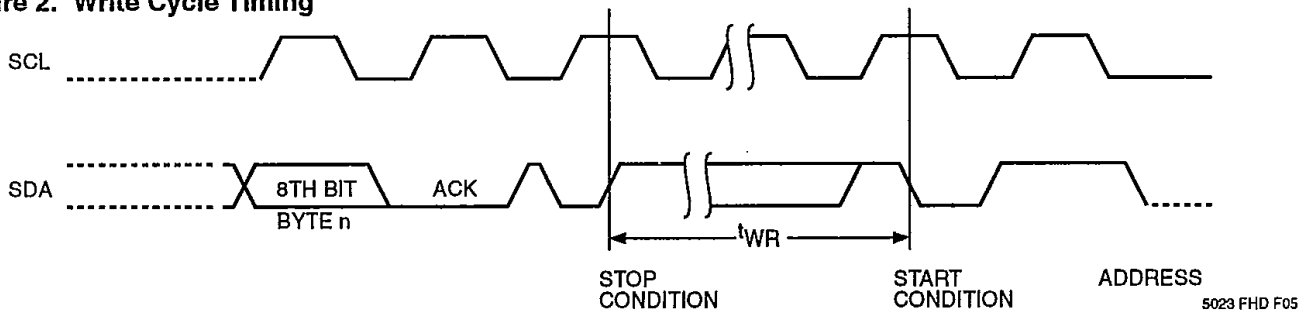 re 2. Write Cycle Timing
SCL
SDA
8TH BIT
ACK
BYTE n
tWR
STOP
CONDITION
START
CONDITION
ADDRESS
5023 FHD F05